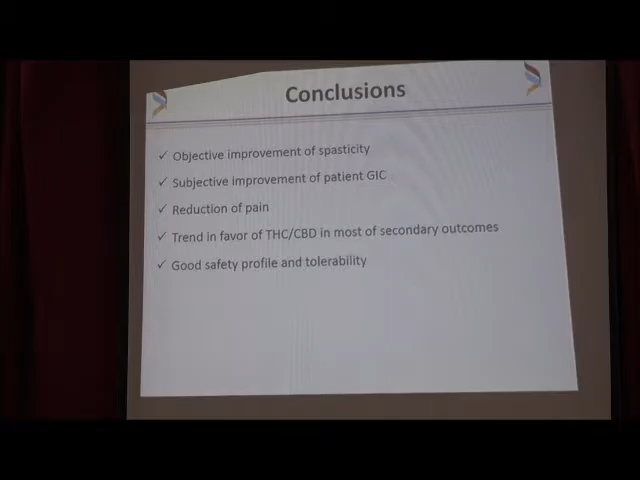 Conclusions
✓ Objective improvement of spasticity
✓ Subjective improvement of patient GIC
✓ Reduction of pain
✓ Trend in favor of THC/CBD in most of secondary outcomes
✓ Good safety profile and tolerability